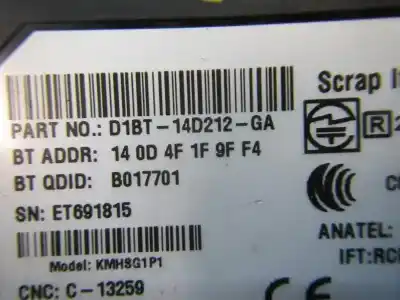 Scrap
PART NO.: D1BT-14D212-GA
BT ADDR: 14 0D 4F 1F 9F F4
BT QDID: B017701
SN: ET691815
Model: KMHSG1P1
CNC: C-13259
R
ANATEL:
IFT: